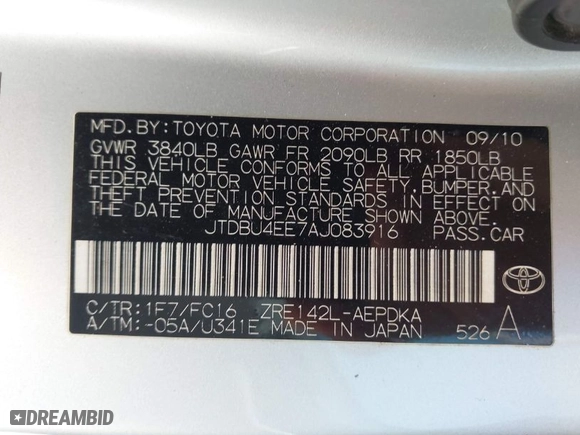 MFD. BY: TOYOTA MOTOR CORPORATION 09/10
GVWR 3840LB GAWR FR 2090LB RR 1850LB
THIS VEHICLE CONFORMS TO ALL APPLICABLE
FEDERAL MOTOR VEHICLE SAFETY, BUMPER, AND
THEFT PREVENTION STANDARDS IN EFFECT ON
THE DATE OF MANUFACTURE SHOWN ABOVE.
JTDBU4EE7AJ083916 PASS. CAR
C/TR: 1F7/FC16 ZRE142L-AEPDKA
A/TM: -05A/U341E MADE IN JAPAN 526 A
DREAMBID